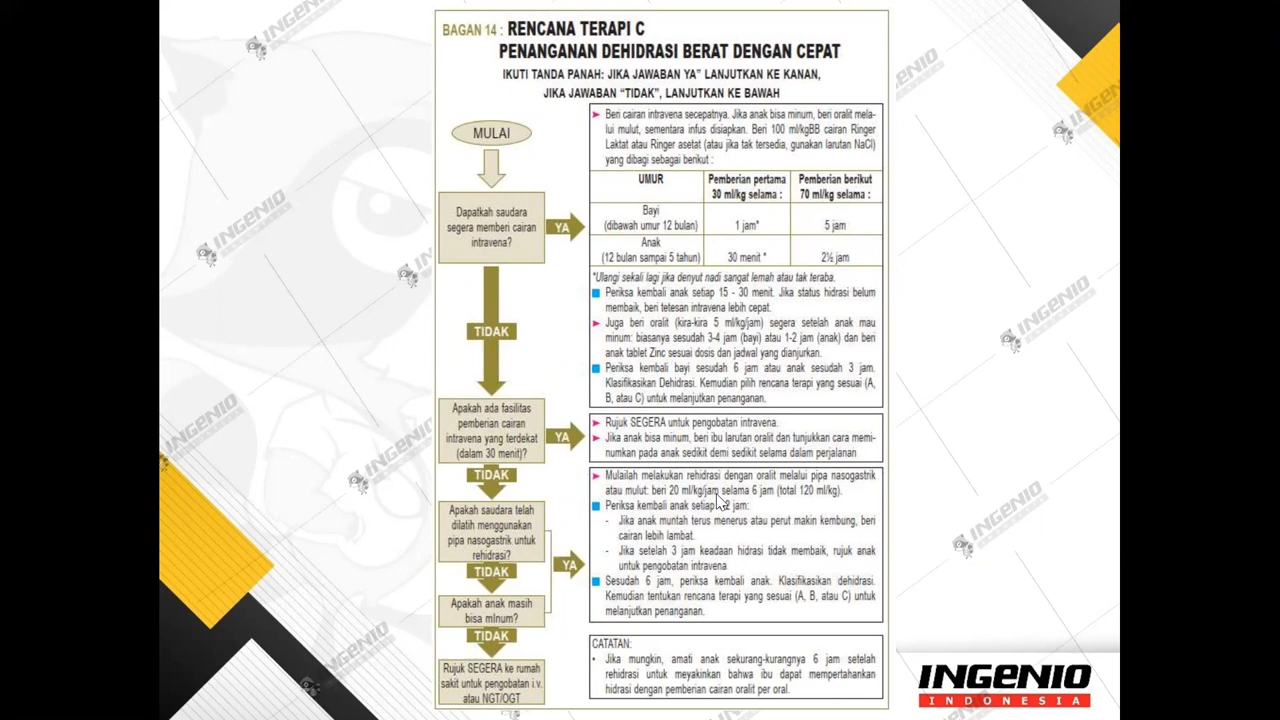 BAGAN 14 : RENCANA TERAPI C
PENANGANAN DEHIDRASI BERAT DENGAN CEPAT
IKUTI TANDA PANAH: JIKA JAWABAN YA" LANJUTKAN KE KANAN,
JIKA JAWABAN “TIDAK”, LANJUTKAN KE BAWAH
MULAI
Dapatkah saudara
segera memberi cairan
intravena?
YA
Beri cairan intravena secepatnya. Jika anak bisa minum, beri oralit mela-
lui mulut, sementara infus disiapkan. Beri 100 ml/kgBB cairan Ringer
Laktat atau Ringer asetat (atau jika tak tersedia, gunakan larutan NaCl)
yang dibagi sebagai berikut :
UMUR
Pemberian pertama
30 ml/kg selama :
Pemberian berikut
70 ml/kg selama :
Bayi
(dibawah umur 12 bulan)
1 jam*
5 jam
Anak
(12 bulan sampai 5 tahun)
30 menit *
2½ jam
*Ulangi sekali lagi jika denyut nadi sangat lemah atau tak teraba.
Periksa kembali anak setiap 15 - 30 menit. Jika status hidrasi belum
membaik, beri tetesan intravena lebih cepat.
Juga beri oralit (kira-kira 5 ml/kg/jam) segera setelah anak mau
minum: biasanya sesudah 3-4 jam (bayi) atau 1-2 jam (anak) dan beri
anak tablet Zinc sesuai dosis dan jadwal yang dianjurkan.
Periksa kembali bayi sesudah 6 jam atau anak sesudah 3 jam.
Klasifikasikan Dehidrasi. Kemudian pilih rencana terapi yang sesuai (A,
B, atau C) untuk melanjutkan penanganan.
TIDAK
Apakah ada fasilitas
pemberian cairan
intravena yang terdekat
(dalam 30 menit)?
YA
Rujuk SEGERA untuk pengobatan intravena.
Jika anak bisa minum, beri ibu larutan oralit dan tunjukkan cara memi-
numkan pada anak sedikit demi sedikit selama dalam perjalanan
TIDAK
Apakah saudara telah
dilatih menggunakan
pipa nasogastrik untuk
rehidrasi?
TIDAK
Apakah anak masih
bisa mInum?
YA
Mulailah melakukan rehidrasi dengan oralit melalui pipa nasogastrik
atau mulut: beri 20 ml/kg/jam selama 6 jam (total 120 ml/kg).
Periksa kembali anak setiap 2 jam:
- Jika anak muntah terus menerus atau perut makin kembung, beri
cairan lebih lambat.
- Jika setelah 3 jam keadaan hidrasi tidak membaik, rujuk anak
untuk pengobatan intravena
Sesudah 6 jam, periksa kembali anak. Klasifikasikan dehidrasi.
Kemudian tentukan rencana terapi yang sesuai (A, B, atau C) untuk
melanjutkan penanganan.
TIDAK
Rujuk SEGERA ke rumah
sakit untuk pengobatan i.v.
atau NGT/OGT
CATATAN:
• Jika mungkin, amati anak sekurang-kurangnya 6 jam setelah
rehidrasi untuk meyakinkan bahwa ibu dapat mempertahankan
hidrasi dengan pemberian cairan oralit per oral.
INGENIO
INDONESIA
INGENIO
INGENIO
INGENIO
INGENIO
INGENIO
INGENIO
INGENIO
INGENIO